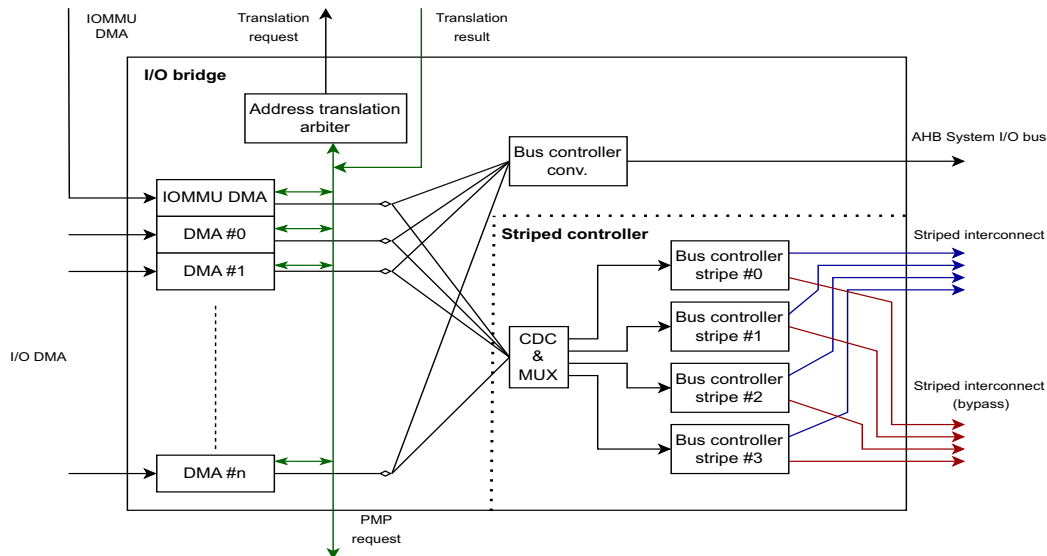 IOMMU
DMA
Translation
request
Translation
result
I/O bridge
Address translation
arbiter
Bus controller
conv.
AHB System I/O bus
IOMMU DMA
DMA #0
DMA #1
I/O DMA
DMA #n
PMP
request
Striped controller
CDC
&
MUX
Bus controller
stripe #0
Bus controller
stripe #1
Bus controller
stripe #2
Bus controller
stripe #3
Striped interconnect
Striped interconnect
(bypass)